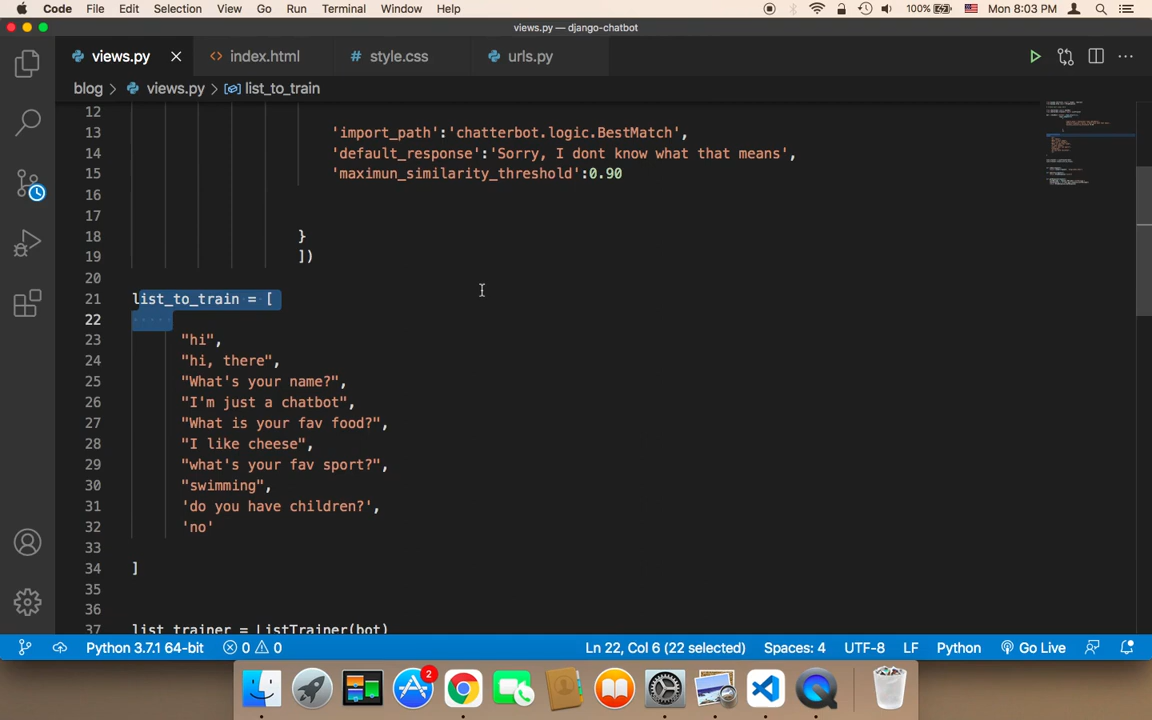 Code File Edit Selection View Go Run Terminal Window Help 100% Mon 8:03 PM
views.py — django-chatbot
views.py index.html # style.css urls.py
blog > views.py > list_to_train
12
13 'import_path':'chatterbot.logic.BestMatch',
14 'default_response':'Sorry, I dont know what that means',
15 'maximun_similarity_threshold':0.90
16
17
18 }
19 ])
20
21 list_to_train = [
22
23 "hi",
24 "hi, there",
25 "What's your name?",
26 "I'm just a chatbot",
27 "What is your fav food?",
28 "I like cheese",
29 "what's your fav sport?",
30 "swimming",
31 'do you have children?',
32 'no'
33
34 ]
35
36
37 list_trainer = ListTrainer(bot)
Python 3.7.1 64-bit 0 0 Ln 22, Col 6 (22 selected) Spaces: 4 UTF-8 LF Python Go Live
2